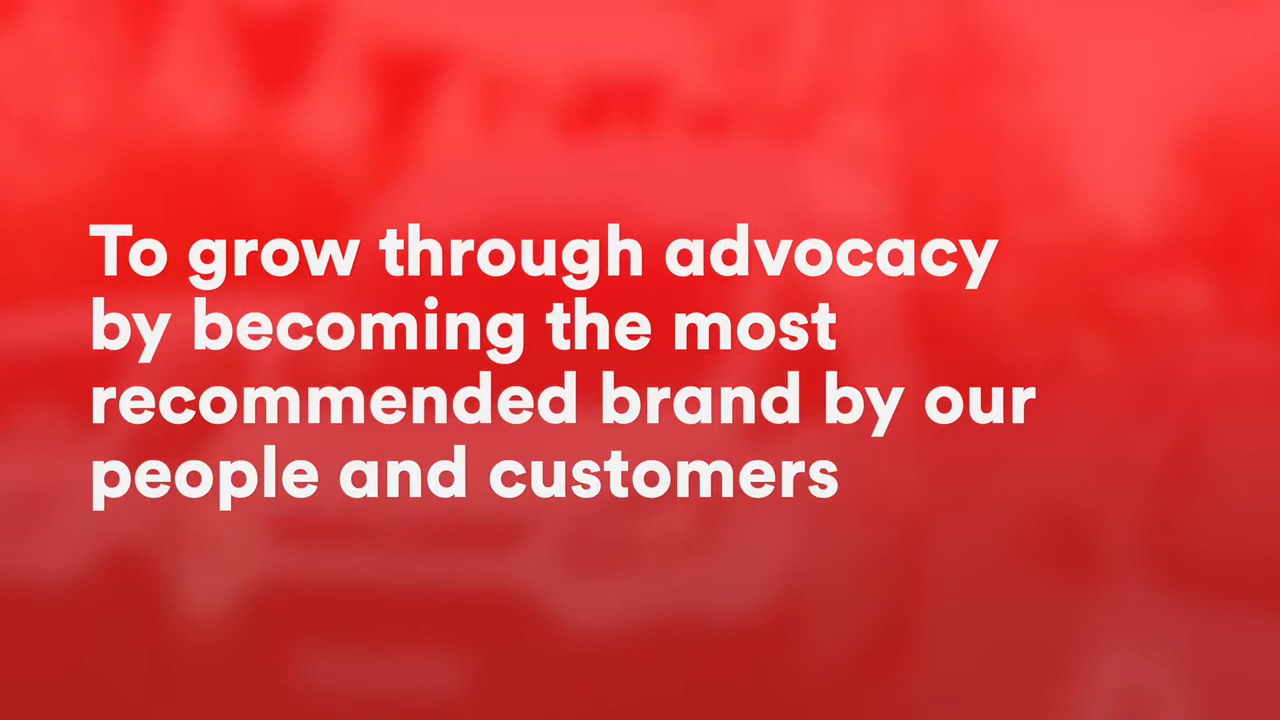 To grow through advocacy
by becoming the most
recommended brand by our
people and customers